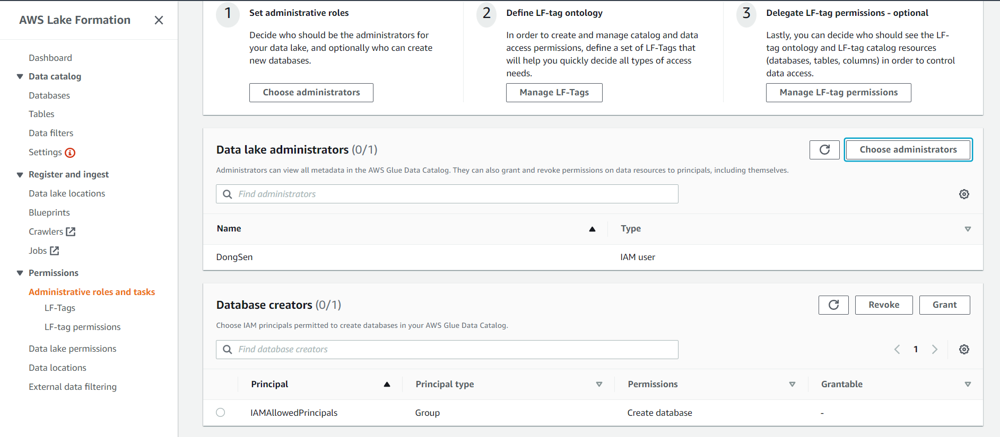 AWS Lake Formation
Dashboard
Data catalog
Databases
Tables
Data filters
Settings
Register and ingest
Data lake locations
Blueprints
Crawlers
Jobs
Permissions
Administrative roles and tasks
LF-Tags
LF-tag permissions
Data lake permissions
Data locations
External data filtering
1
Set administrative roles
Decide who should be the administrators for
your data lake, and optionally who can create
new databases.
Choose administrators
2
Define LF-tag ontology
In order to create and manage catalog and data
access permissions, define a set of LF-Tags that
will help you quickly decide all types of access
needs.
Manage LF-Tags
3
Delegate LF-tag permissions - optional
Lastly, you can decide who should see the LF-
tag ontology and LF-tag catalog resources
(databases, tables, columns) in order to control
data access.
Manage LF-tag permissions
Data lake administrators (0/1)
Choose administrators
Administrators can view all metadata in the AWS Glue Data Catalog. They can also grant and revoke permissions on data resources to principals, including themselves.
Find administrators
Name Type
DongSen IAM user
Database creators (0/1)
Revoke Grant
Choose IAM principals permitted to create databases in your AWS Glue Data Catalog.
Find database creators
1
Principal Principal type Permissions Grantable
IAMAllowedPrincipals Group Create database -